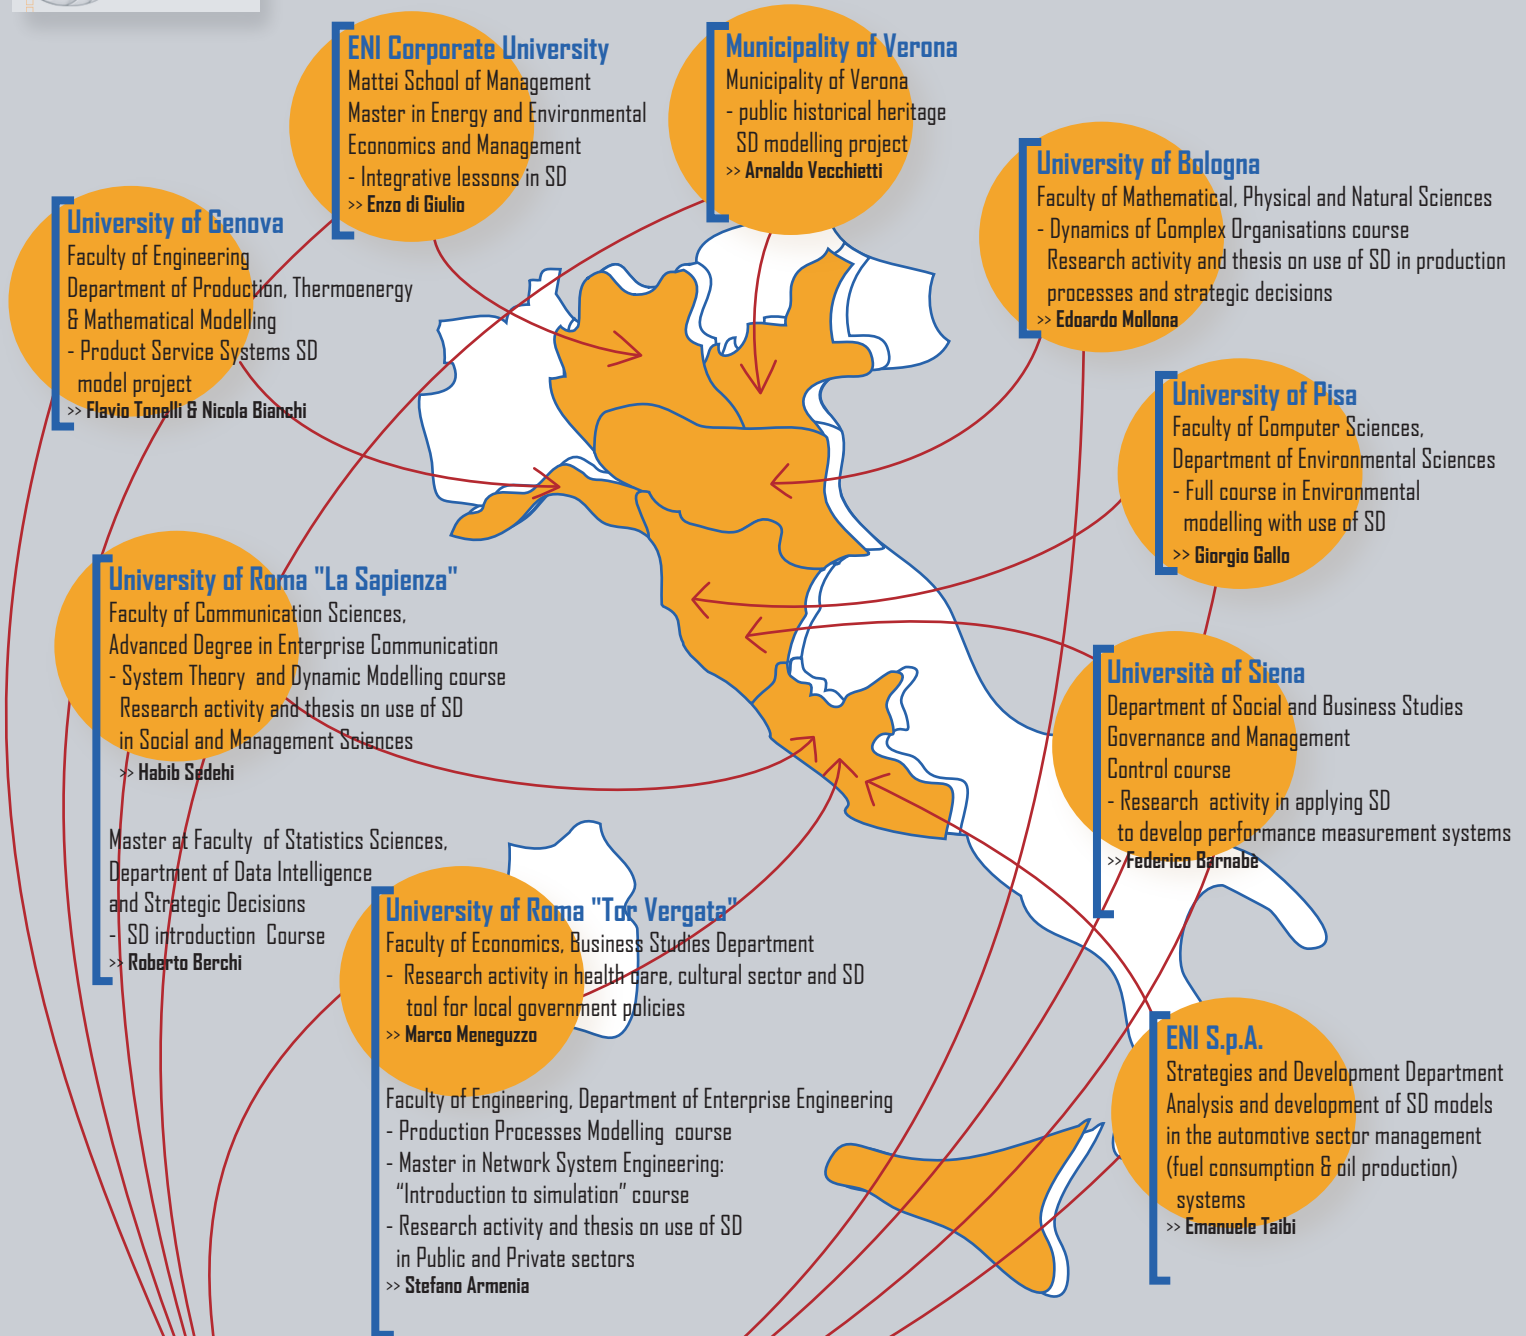 ENI Corporate University
Mattei School of Management
Master in Energy and Environmental
Economics and Management
- Integrative lessons in SD
>> Enzo di Giulio
Municipality of Verona
Municipality of Verona
- public historical heritage
SD modelling project
>> Arnaldo Vecchietti
University of Bologna
Faculty of Mathematical, Physical and Natural Sciences
- Dynamics of Complex Organisations course
Research activity and thesis on use of SD in production
processes and strategic decisions
>> Edoardo Mollona
University of Genova
Faculty of Engineering
Department of Production, Thermoenergy
& Mathematical Modelling
- Product Service Systems SD
model project
>> Flavio Tonelli & Nicola Bianchi
University of Pisa
Faculty of Computer Sciences,
Department of Environmental Sciences
- Full course in Environmental
modelling with use of SD
>> Giorgio Gallo
University of Roma "La Sapienza"
Faculty of Communication Sciences,
Advanced Degree in Enterprise Communication
- System Theory and Dynamic Modelling course
Research activity and thesis on use of SD
in Social and Management Sciences
>> Habib Sedehi
Master at Faculty of Statistics Sciences,
Department of Data Intelligence
and Strategic Decisions
- SD introduction Course
>> Roberto Berchi
Università of Siena
Department of Social and Business Studies
Governance and Management
Control course
- Research activity in applying SD
to develop performance measurement systems
>> Federico Barnabè
University of Roma "Tor Vergata"
Faculty of Economics, Business Studies Department
- Research activity in health care, cultural sector and SD
tool for local government policies
>> Marco Meneguzzo
Faculty of Engineering, Department of Enterprise Engineering
- Production Processes Modelling course
- Master in Network System Engineering:
“Introduction to simulation” course
- Research activity and thesis on use of SD
in Public and Private sectors
>> Stefano Armenia
ENI S.p.A.
Strategies and Development Department
Analysis and development of SD models
in the automotive sector management
(fuel consumption & oil production)
systems
>> Emanuele Taibi